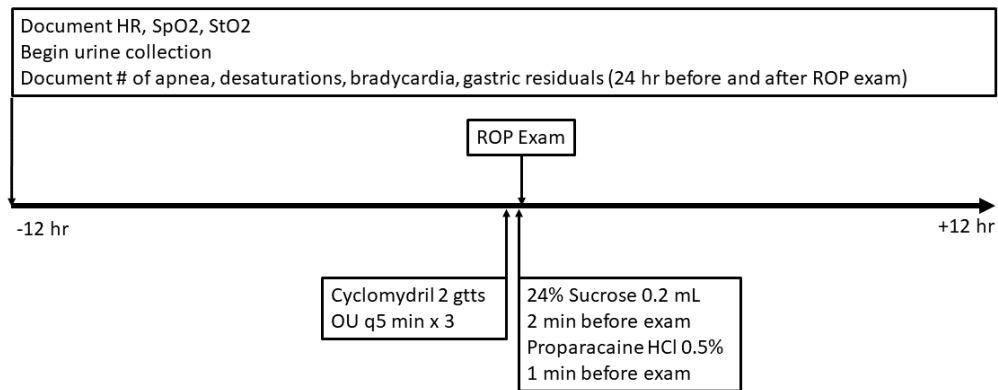 Document HR, SpO2, StO2
Begin urine collection
Document # of apnea, desaturations, bradycardia, gastric residuals (24 hr before and after ROP exam)
ROP Exam
-12 hr
+12 hr
Cyclomydril 2 gtts
OU q5 min x 3
24% Sucrose 0.2 mL
2 min before exam
Proparacaine HCl 0.5%
1 min before exam